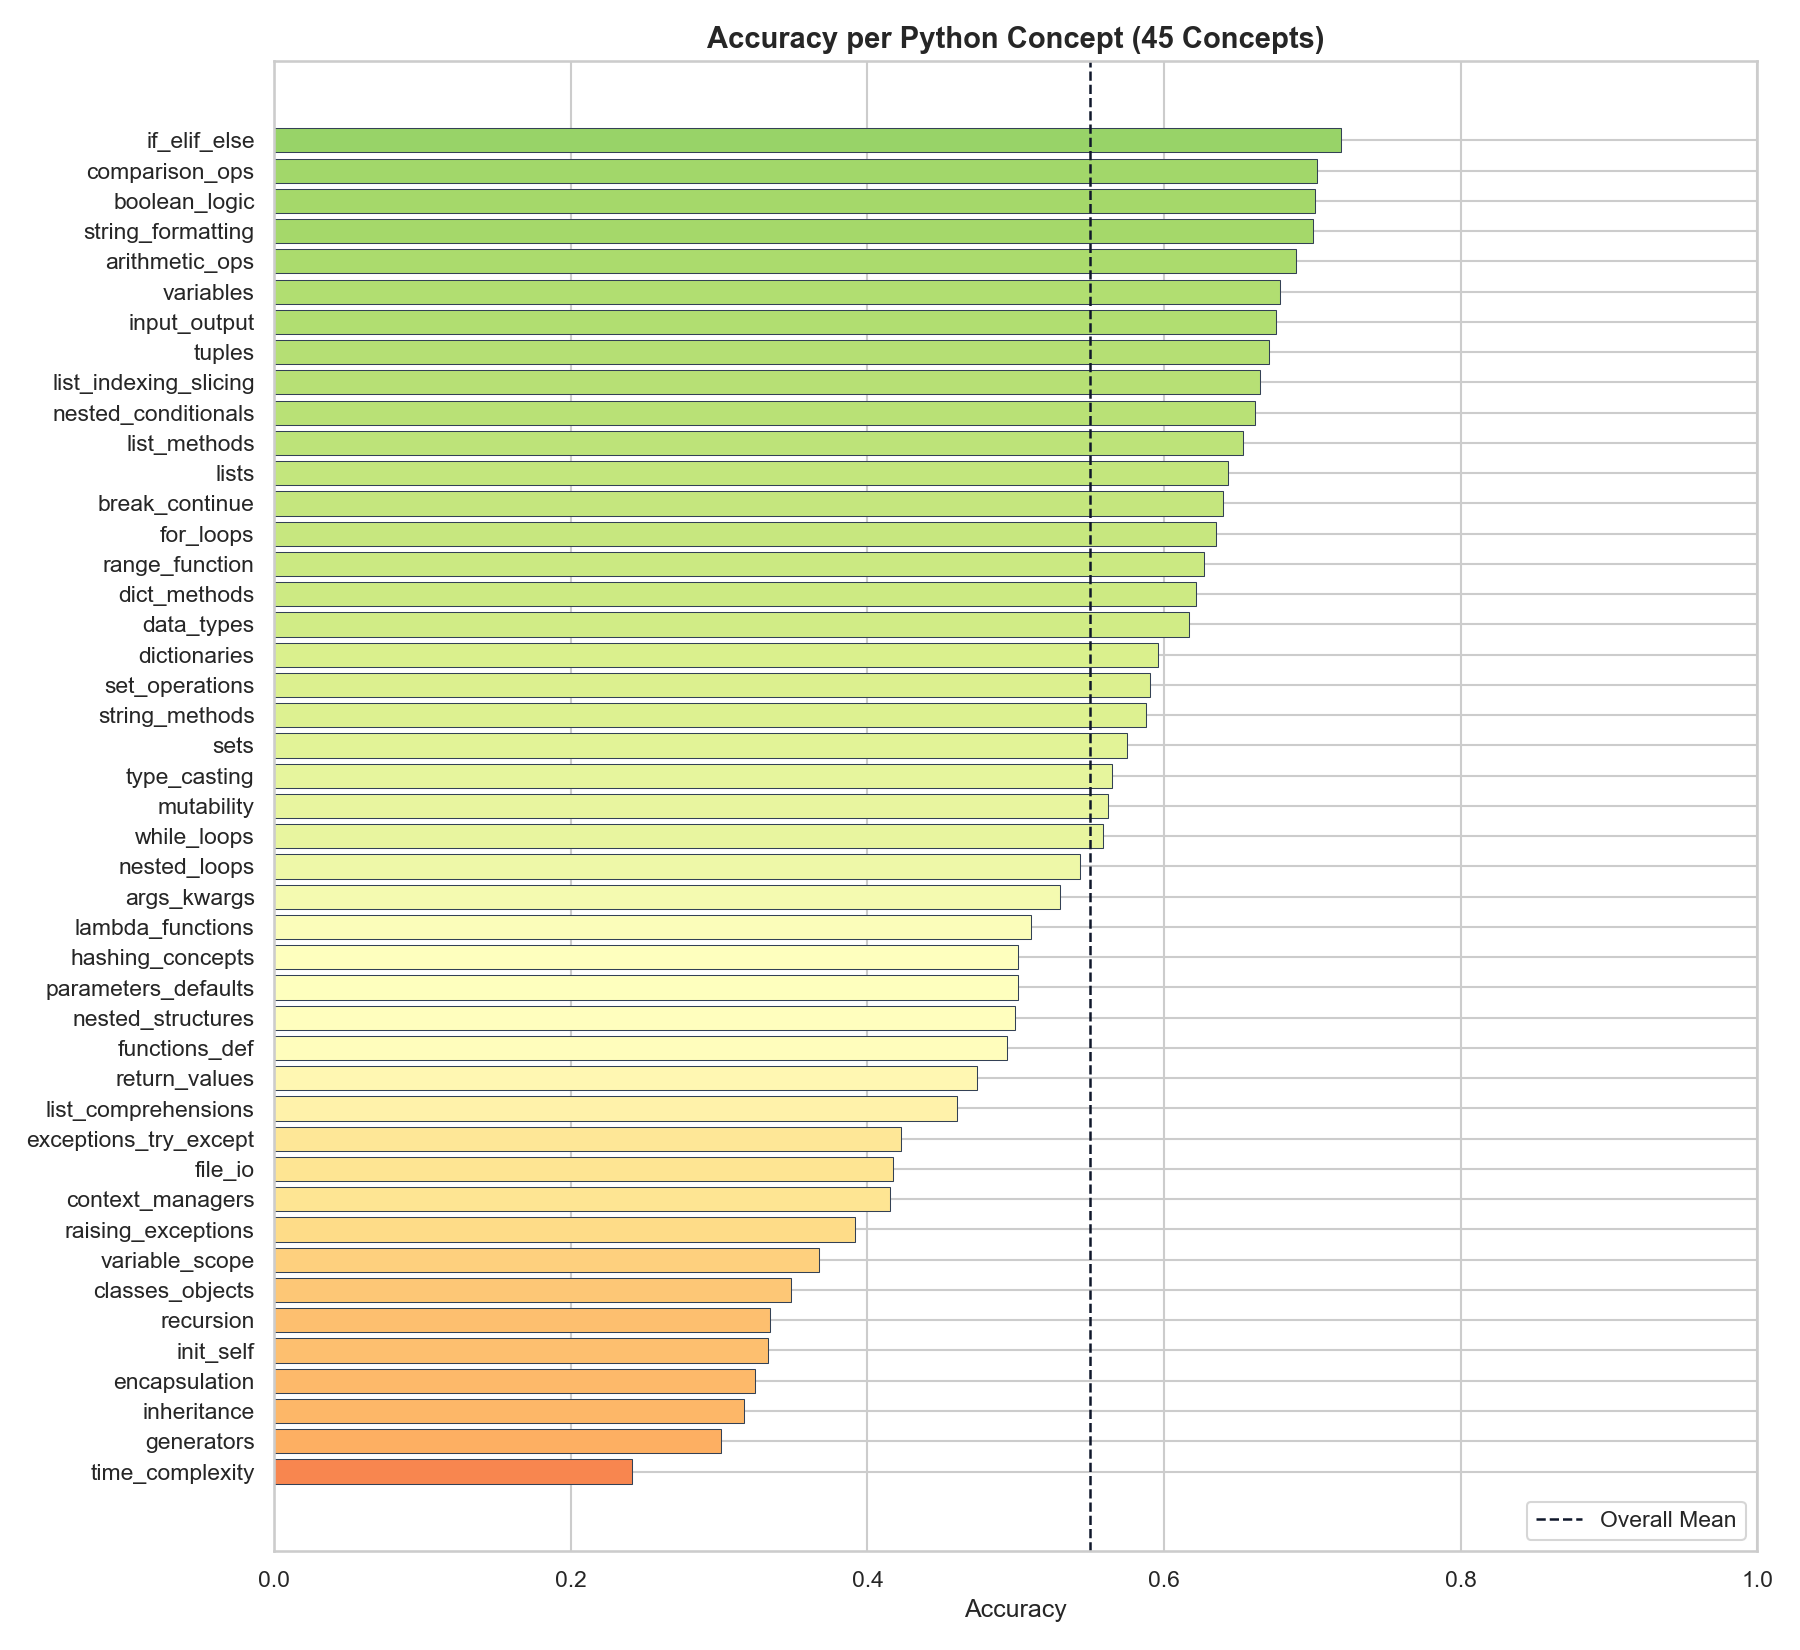 Accuracy per Python Concept (45 Concepts)
if_elif_else
comparison_ops
boolean_logic
string_formatting
arithmetic_ops
variables
input_output
tuples
list_indexing_slicing
nested_conditionals
list_methods
lists
break_continue
for_loops
range_function
dict_methods
data_types
dictionaries
set_operations
string_methods
sets
type_casting
mutability
while_loops
nested_loops
args_kwargs
lambda_functions
hashing_concepts
parameters_defaults
nested_structures
functions_def
return_values
list_comprehensions
exceptions_try_except
file_io
context_managers
raising_exceptions
variable_scope
classes_objects
recursion
init_self
encapsulation
inheritance
generators
time_complexity
Overall Mean
0.0 0.2 0.4 0.6 0.8 1.0
Accuracy